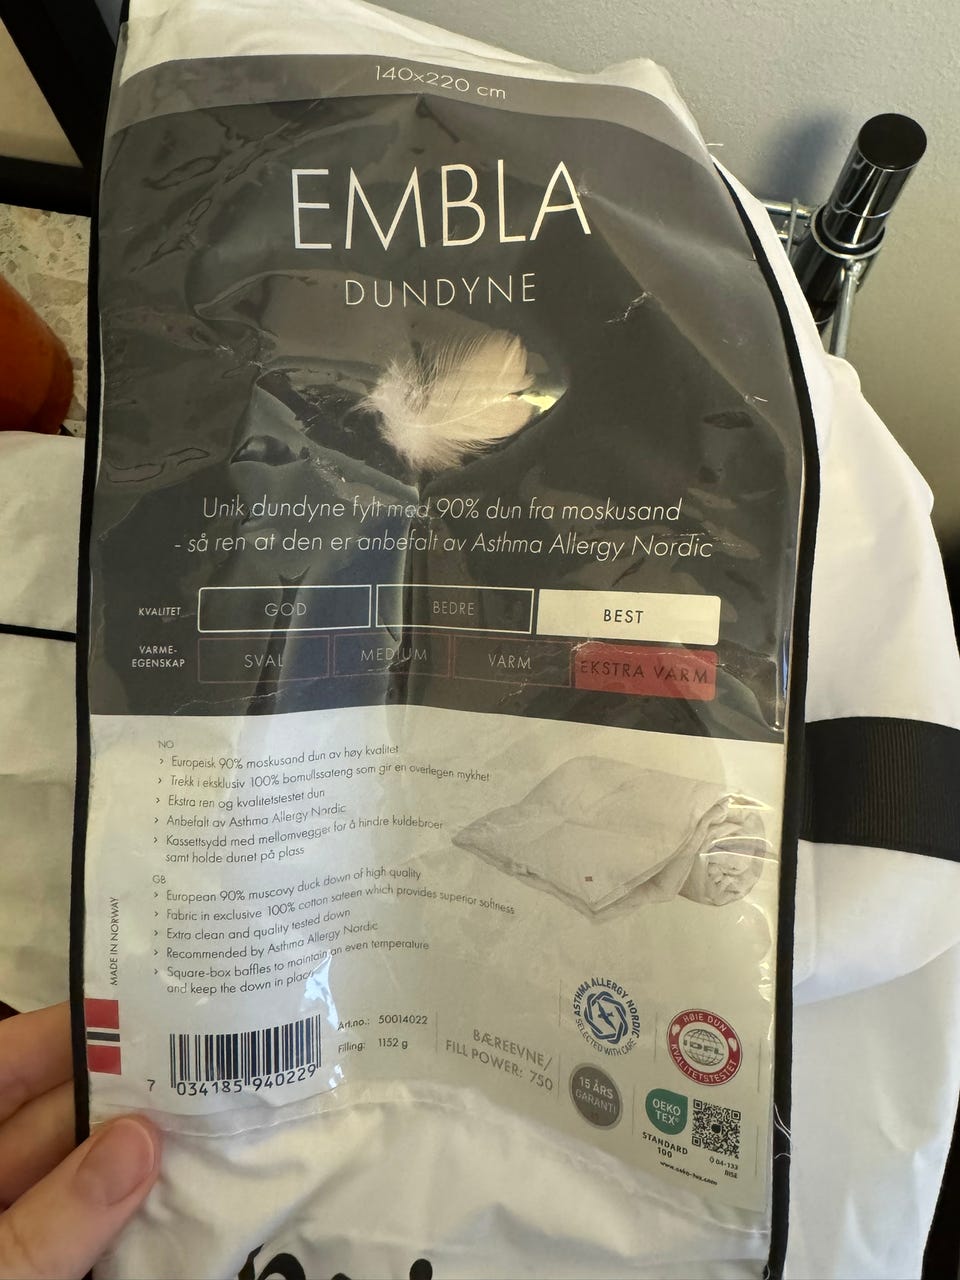 140x220 cm
EMBLA
DUNDYNE
Unik dundyne fylt med 90% dun fra moskusand
- så ren at den er anbefalt av Asthma Allergy Nordic
KVALITET
GOD
BEDRE
BEST
VARME-
EGENSKAP
SVAL
MEDIUM
VARM
EKSTRA VARM
NO
› Europeisk 90% moskusand dun av høy kvalitet
› Trekk i eksklusiv 100% bomullssateng som gir en overlegen mykhet
› Ekstra ren og kvalitetstestet dun
› Anbefalt av Asthma Allergy Nordic
› Kassettsydd med mellomvegger for å hindre kuldebroer
samt holde dunet på plass
GB
› European 90% muscovy duck down of high quality
› Fabric in exclusive 100% cotton sateen which provides superior softness
› Extra clean and quality tested down
› Recommended by Asthma Allergy Nordic
› Square-box baffles to maintain an even temperature
and keep the down in place
MADE IN NORWAY
7 034185 940229
Art.no.: 50014022
Filling: 1152 g
BÆREEVNE/
FILL POWER: 750
ASTHMA ALLERGY NORDIC
SELECTED WITH CARE
HØIE DUN
IDFL
KVALITETSTESTET
15 ÅRS
GARANTI
OEKO
TEX®
STANDARD
100
Ö 04-133
www.oeko-tex.com